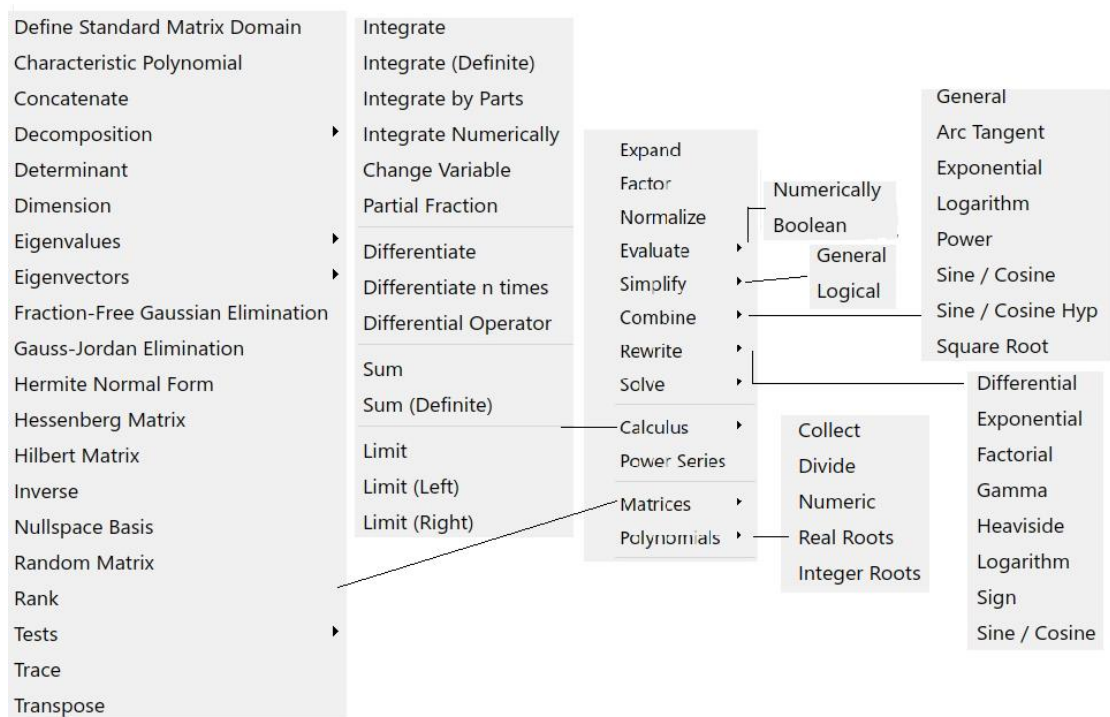 Define Standard Matrix Domain
Characteristic Polynomial
Concatenate
Decomposition
Determinant
Dimension
Eigenvalues
Eigenvectors
Fraction-Free Gaussian Elimination
Gauss-Jordan Elimination
Hermite Normal Form
Hessenberg Matrix
Hilbert Matrix
Inverse
Nullspace Basis
Random Matrix
Rank
Tests
Trace
Transpose
Integrate
Integrate (Definite)
Integrate by Parts
Integrate Numerically
Change Variable
Partial Fraction
Differentiate
Differentiate n times
Differential Operator
Sum
Sum (Definite)
Limit
Limit (Left)
Limit (Right)
Expand
Factor
Normalize
Evaluate
Simplify
Combine
Rewrite
Solve
Calculus
Power Series
Matrices
Polynomials
Numerically
Boolean
General
Logical
General
Arc Tangent
Exponential
Logarithm
Power
Sine / Cosine
Sine / Cosine Hyp
Square Root
Collect
Divide
Numeric
Real Roots
Integer Roots
Differential
Exponential
Factorial
Gamma
Heaviside
Logarithm
Sign
Sine / Cosine